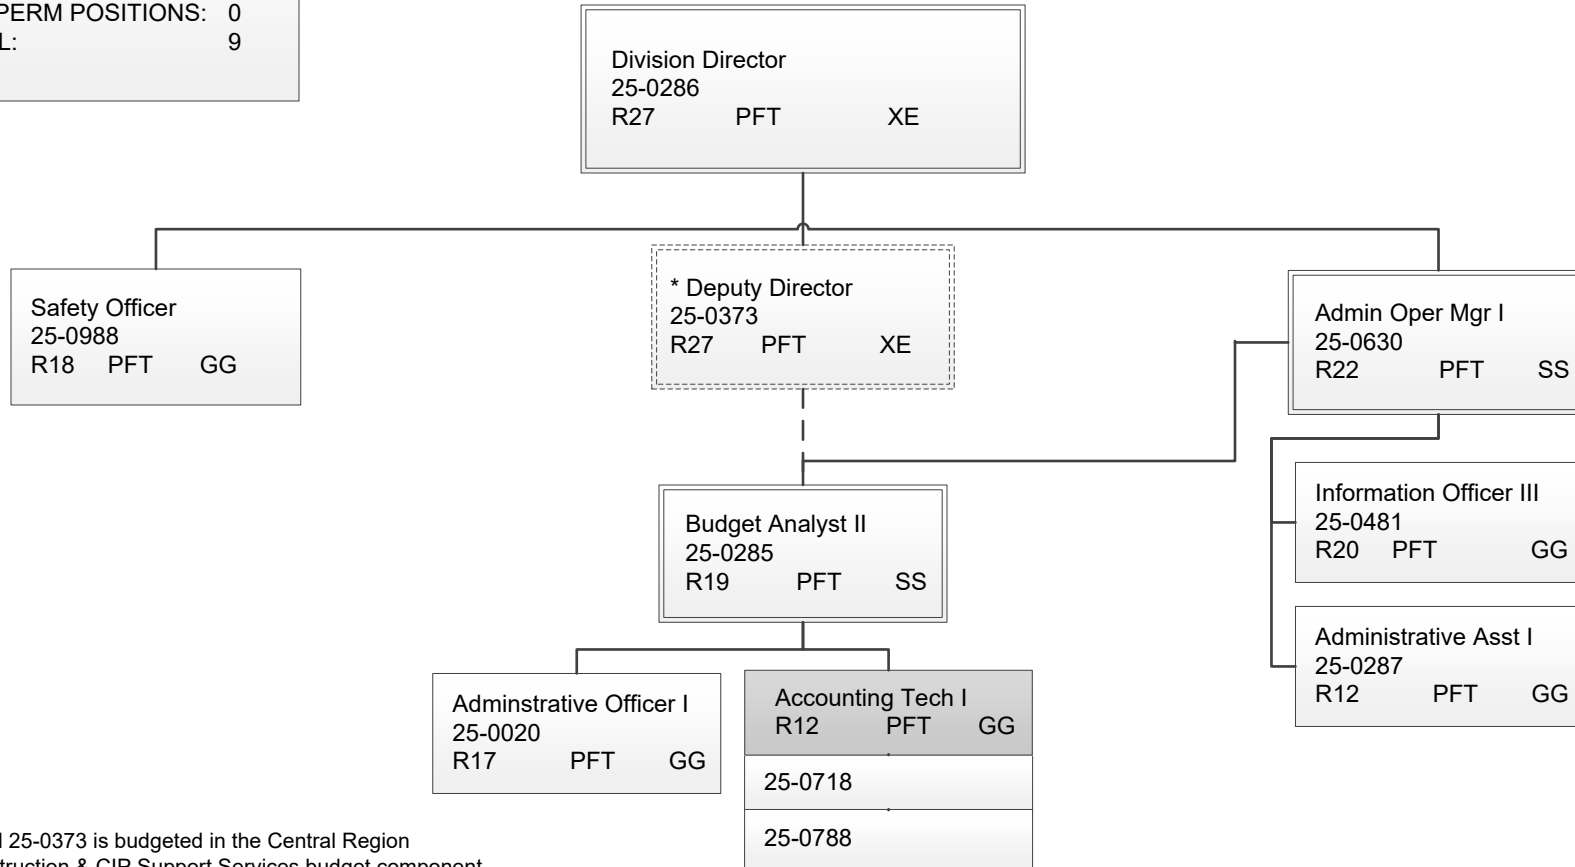 PERM POSITIONS: 0
L: 9
Division Director
25-0286
R27 PFT XE
Safety Officer
25-0988
R18 PFT GG
* Deputy Director
25-0373
R27 PFT XE
Admin Oper Mgr I
25-0630
R22 PFT SS
Budget Analyst II
25-0285
R19 PFT SS
Information Officer III
25-0481
R20 PFT GG
Administrative Asst I
25-0287
R12 PFT GG
Adminstrative Officer I
25-0020
R17 PFT GG
Accounting Tech I
R12 PFT GG
25-0718
25-0788
25-0373 is budgeted in the Central Region
truction & CIP Support Services budget component